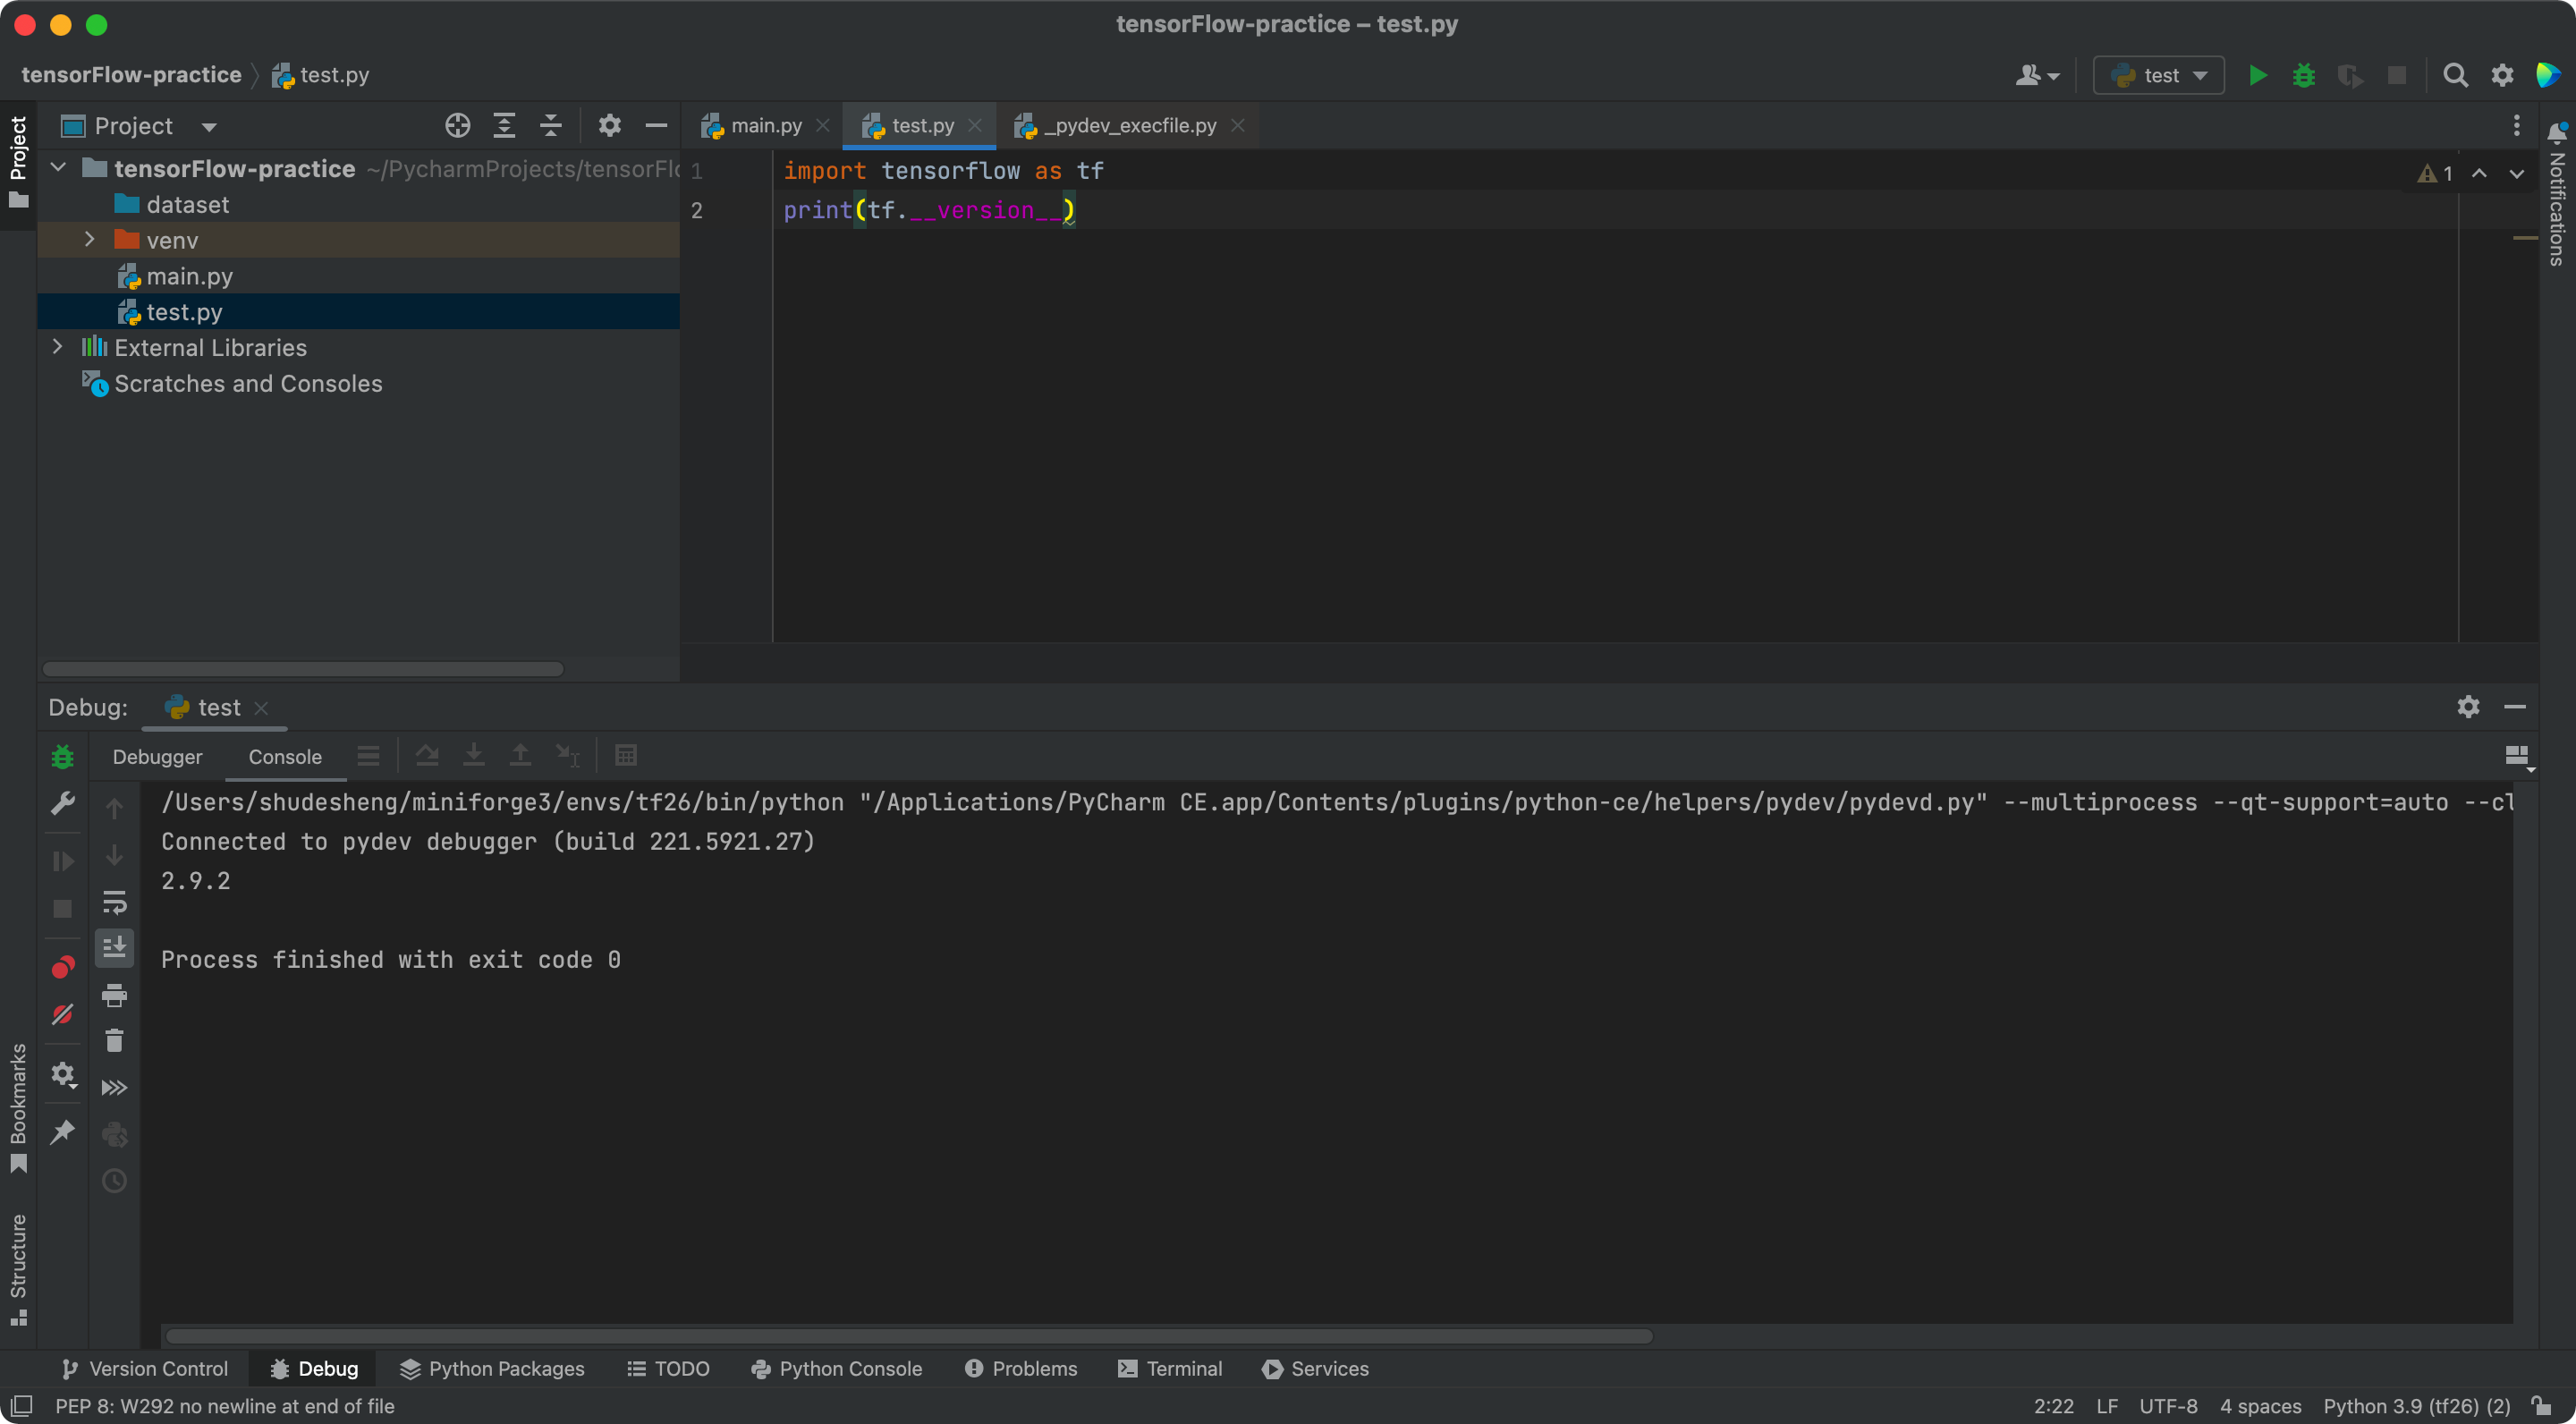 tensorFlow-practice – test.py
tensorFlow-practice
test.py
test
Project
Project
tensorFlow-practice ~/PycharmProjects/tensorFlo
dataset
venv
main.py
test.py
External Libraries
Scratches and Consoles
main.py
test.py
_pydev_execfile.py
1 import tensorflow as tf
2 print(tf.__version__)
1
Notifications
Debug: test
Debugger
Console
/Users/shudesheng/miniforge3/envs/tf26/bin/python "/Applications/PyCharm CE.app/Contents/plugins/python-ce/helpers/pydev/pydevd.py" --multiprocess --qt-support=auto --cl
Connected to pydev debugger (build 221.5921.27)
2.9.2
Process finished with exit code 0
Bookmarks
Structure
Version Control
Debug
Python Packages
TODO
Python Console
Problems
Terminal
Services
PEP 8: W292 no newline at end of file
2:22 LF UTF-8 4 spaces Python 3.9 (tf26) (2)